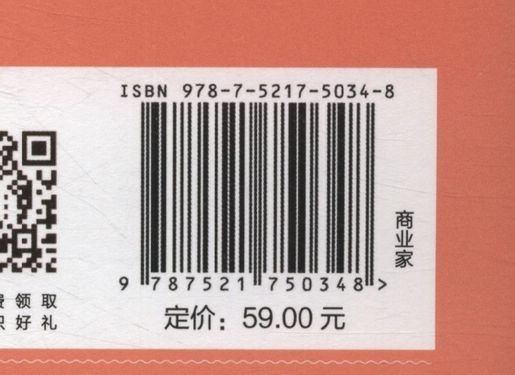 ISBN 978-7-5217-5034-8
9 787521 750348 >
商业家
定价：59.00 元
费 领 取
好 礼